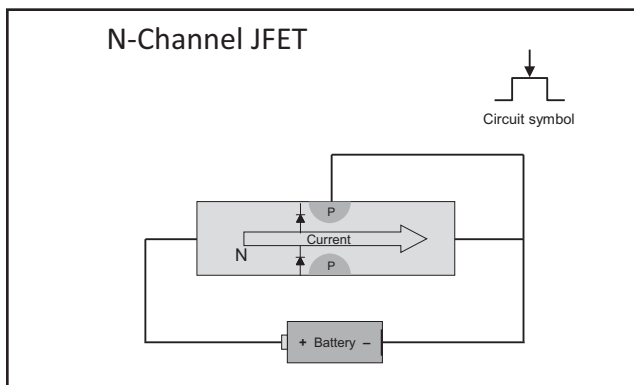 N-Channel JFET
Circuit symbol
P
Current
N
P
+ Battery –